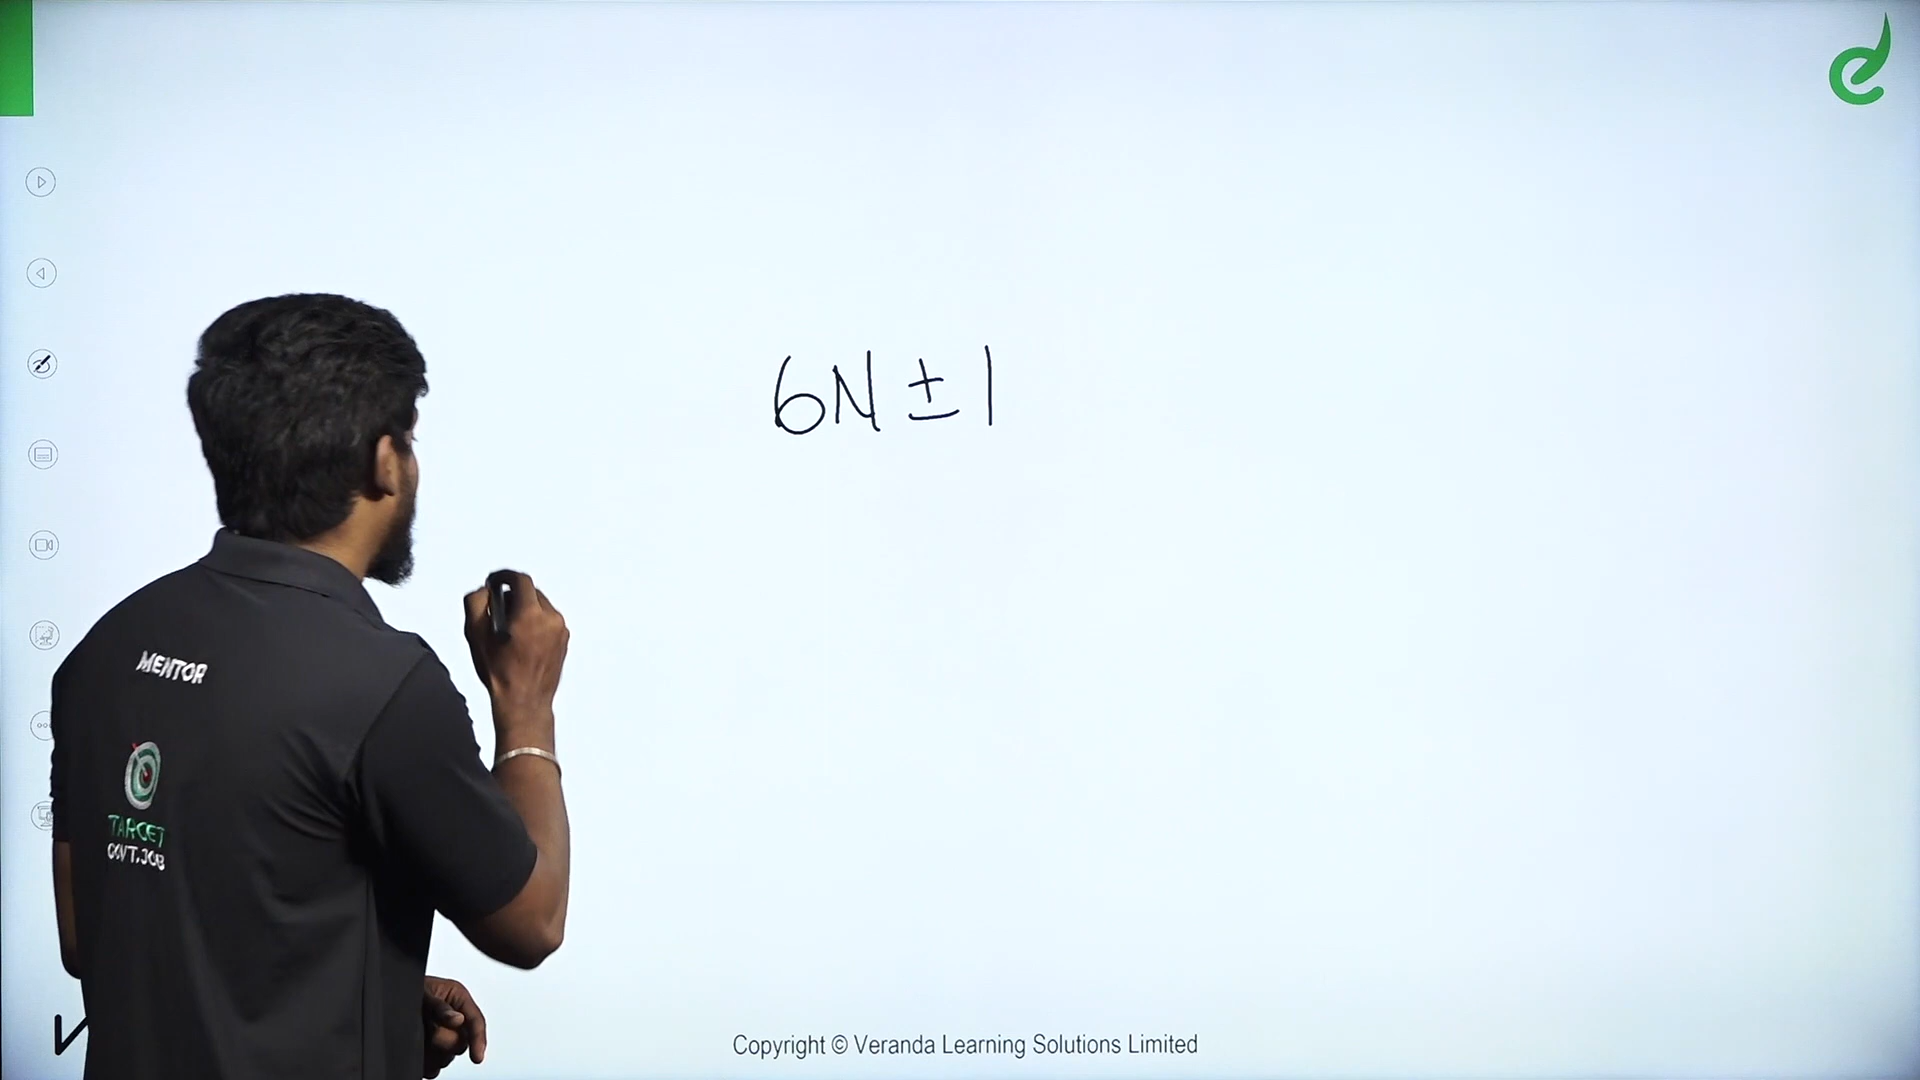 6N ± 1
MENTOR
TARGET
GOVT.JOB
Copyright © Veranda Learning Solutions Limited